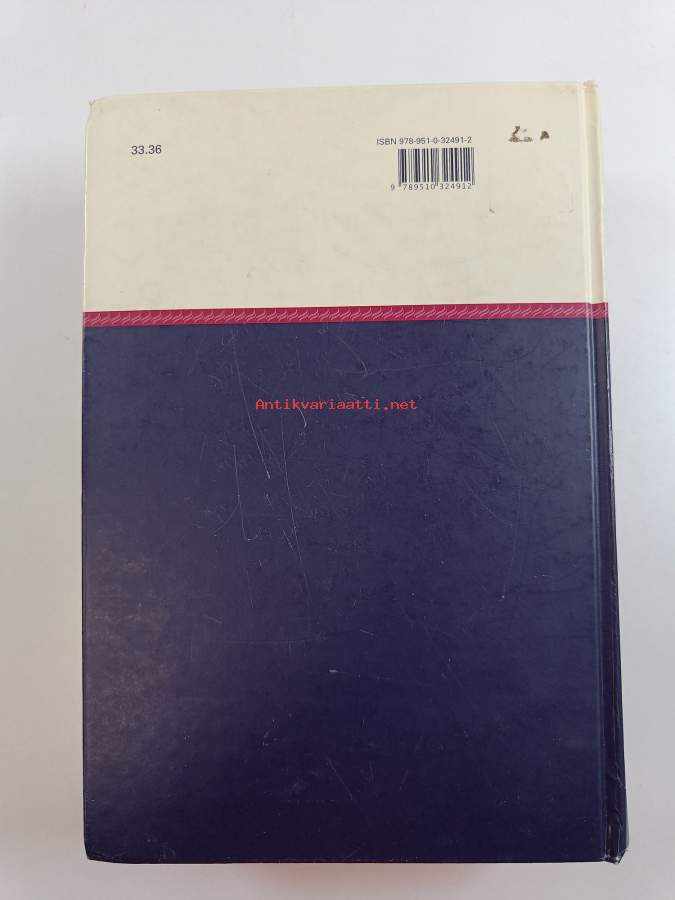 33.36
ISBN 978-951-0-32491-2
9 789510 324912
Antikvariaatti.net